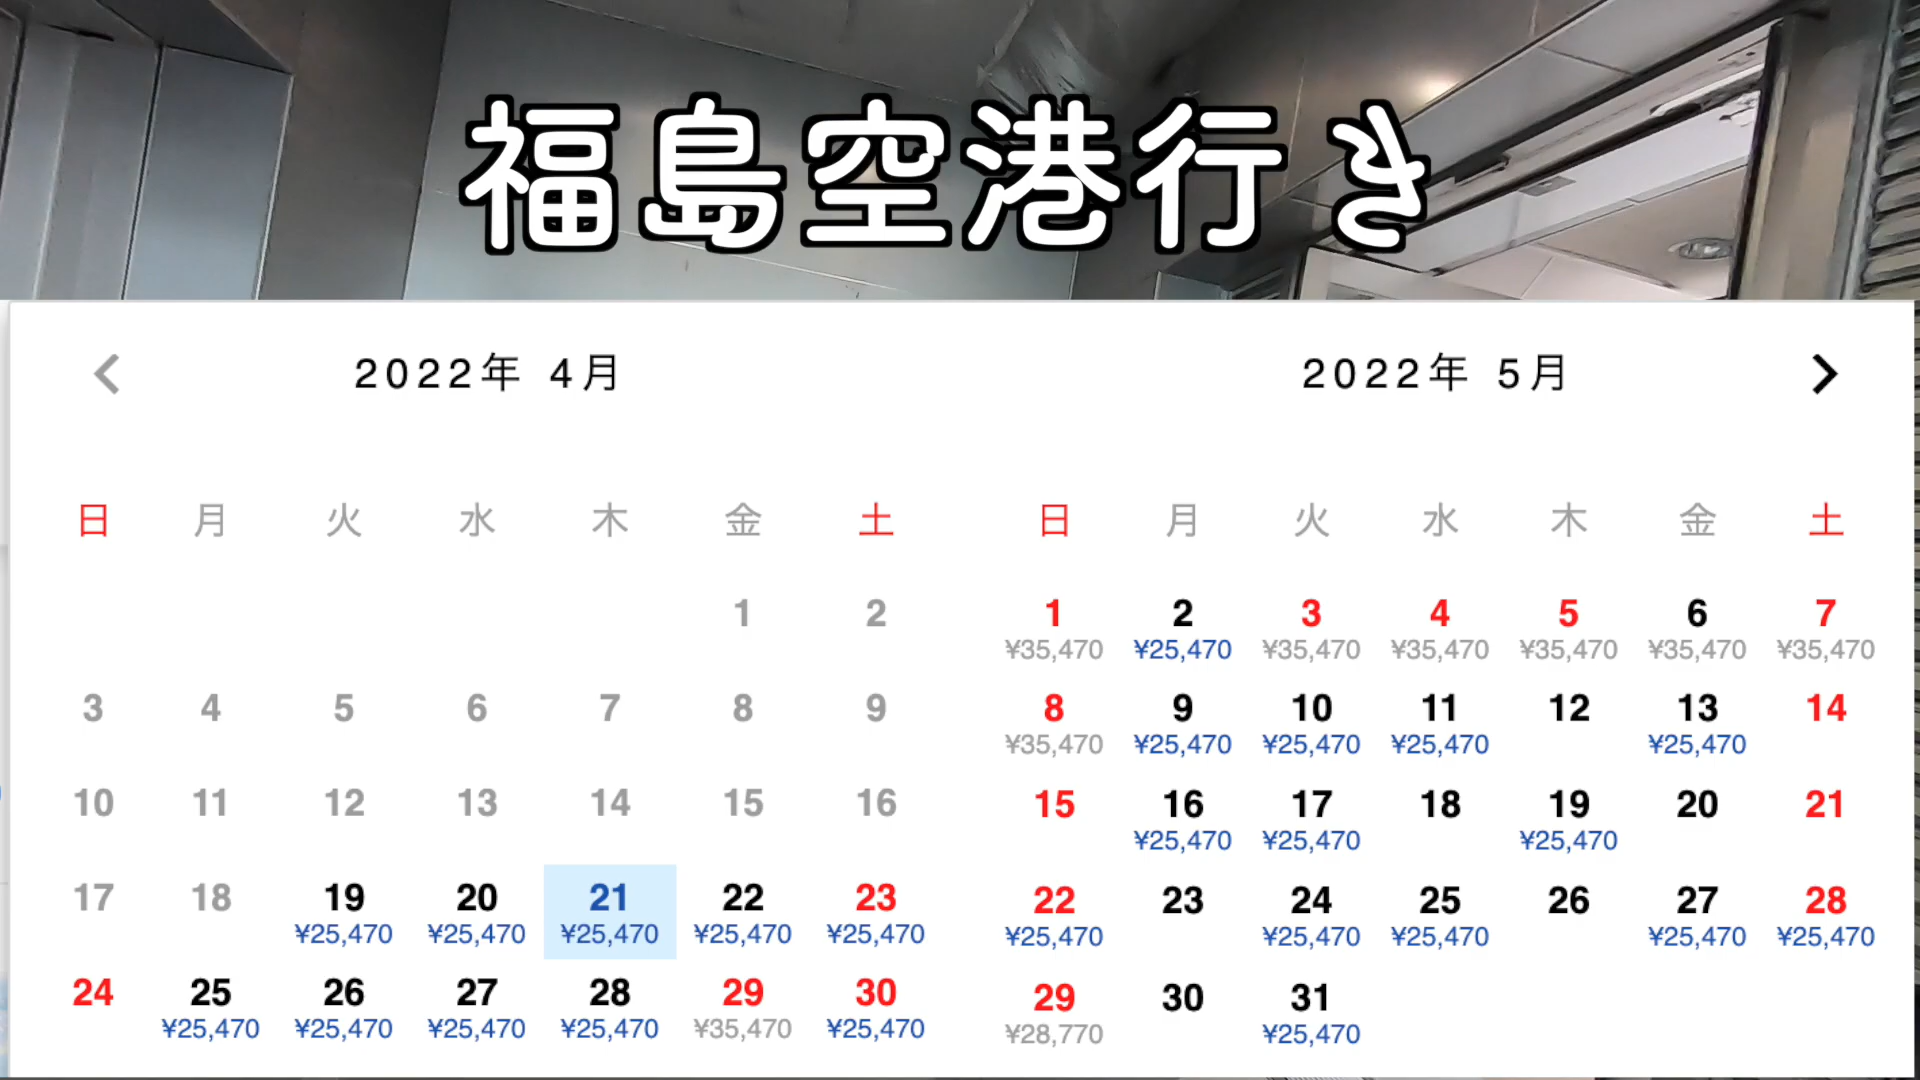 福島空港行き
2022年 4月 2022年 5月
日 月 火 水 木 金 土 日 月 火 水 木 金 土
1 2 1 2 3 4 5 6 7
¥35,470 ¥25,470 ¥35,470 ¥35,470 ¥35,470 ¥35,470 ¥35,470
3 4 5 6 7 8 9 8 9 10 11 12 13 14
¥35,470 ¥25,470 ¥25,470 ¥25,470 ¥25,470
10 11 12 13 14 15 16 15 16 17 18 19 20 21
¥25,470 ¥25,470 ¥25,470
17 18 19 20 21 22 23 22 23 24 25 26 27 28
¥25,470 ¥25,470 ¥25,470 ¥25,470 ¥25,470 ¥25,470 ¥25,470 ¥25,470 ¥25,470 ¥25,470
24 25 26 27 28 29 30 29 30 31
¥25,470 ¥25,470 ¥25,470 ¥25,470 ¥35,470 ¥25,470 ¥28,770 ¥25,470